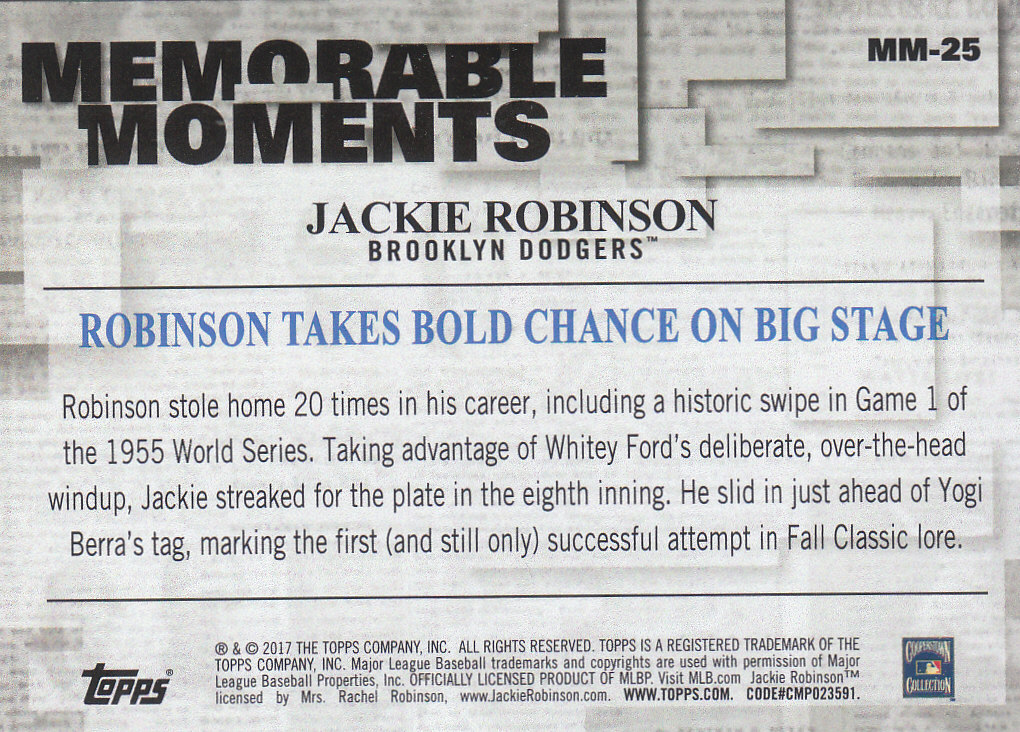 MM-25
MEMORABLE
MOMENTS
JACKIE ROBINSON
BROOKLYN DODGERS™
ROBINSON TAKES BOLD CHANCE ON BIG STAGE
Robinson stole home 20 times in his career, including a historic swipe in Game 1 of
the 1955 World Series. Taking advantage of Whitey Ford's deliberate, over-the-head
windup, Jackie streaked for the plate in the eighth inning. He slid in just ahead of Yogi
Berra's tag, marking the first (and still only) successful attempt in Fall Classic lore.
Topps®
® & © 2017 THE TOPPS COMPANY, INC. ALL RIGHTS RESERVED. TOPPS IS A REGISTERED TRADEMARK OF THE
TOPPS COMPANY, INC. Major League Baseball trademarks and copyrights are used with permission of Major
League Baseball Properties, Inc. OFFICIALLY LICENSED PRODUCT OF MLBP. Visit MLB.com Jackie Robinson™
licensed by Mrs. Rachel Robinson, www.JackieRobinson.com. WWW.TOPPS.COM. CODE#CMP023591.
COOPERSTOWN
COLLECTION